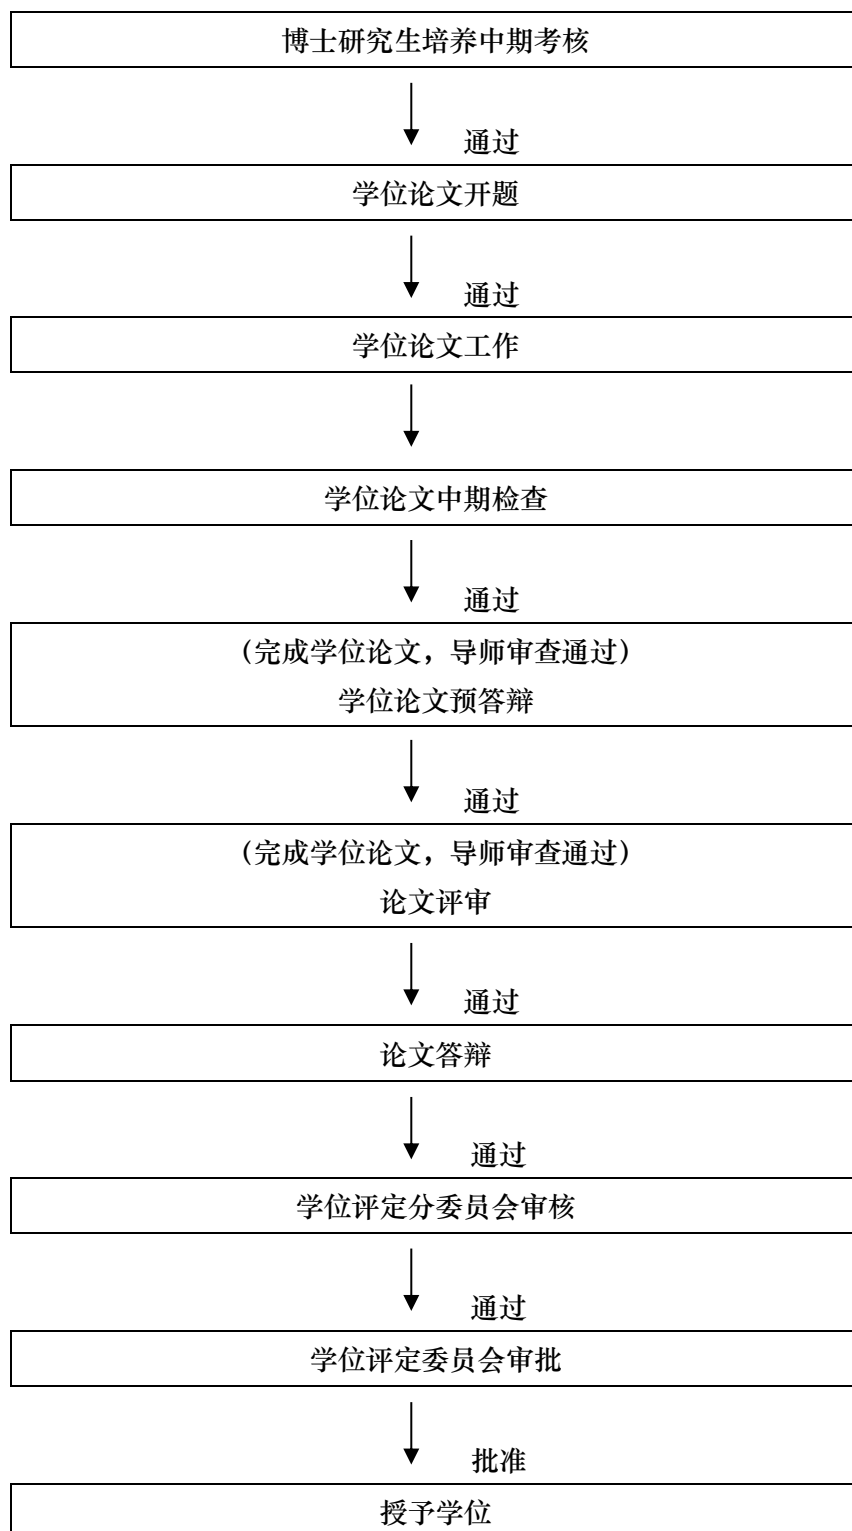 博士研究生培养中期考核
通过
学位论文开题
通过
学位论文工作
学位论文中期检查
通过
（完成学位论文，导师审查通过）
学位论文预答辩
通过
（完成学位论文，导师审查通过）
论文评审
通过
论文答辩
通过
学位评定分委员会审核
通过
学位评定委员会审批
批准
授予学位